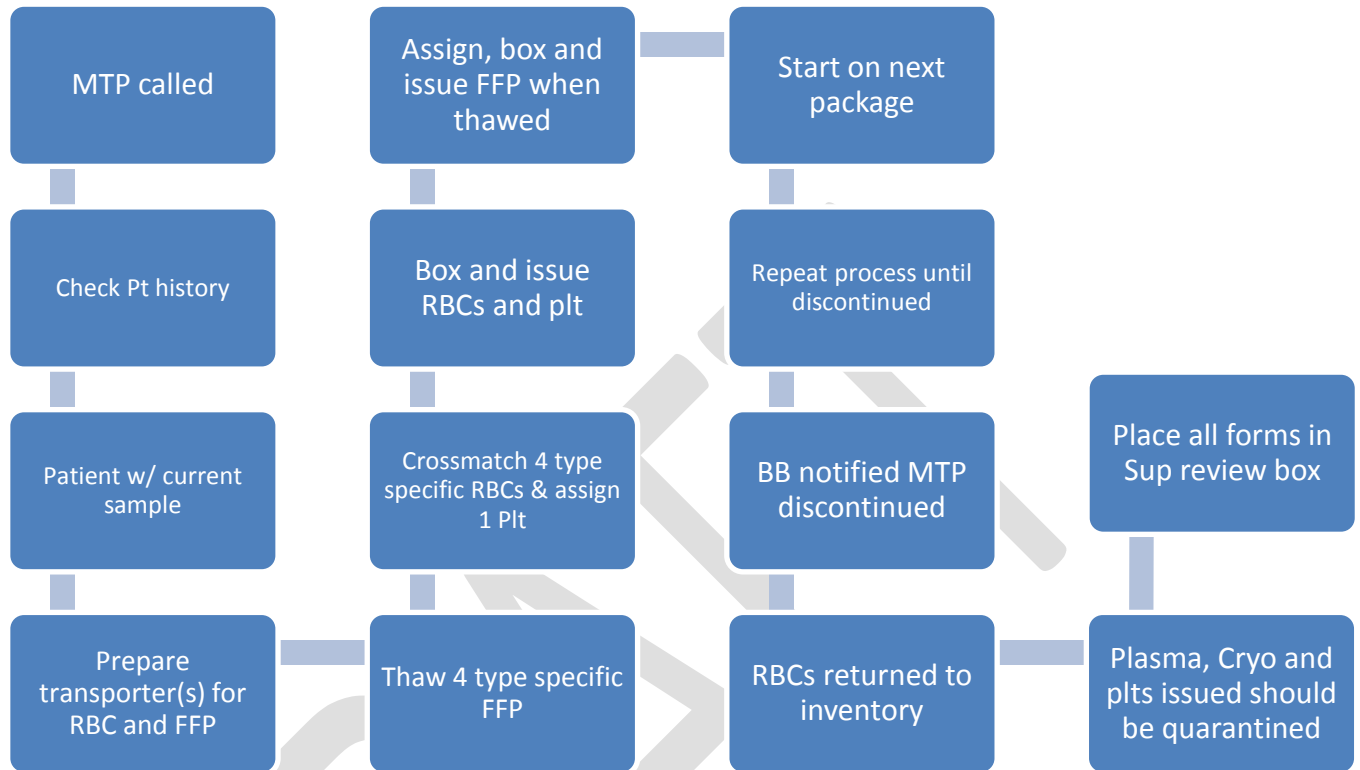 MTP called
Check Pt history
Patient w/ current
sample
Prepare
transporter(s) for
RBC and FFP
Thaw 4 type specific
FFP
Crossmatch 4 type
specific RBCs & assign
1 Plt
Box and issue
RBCs and plt
Assign, box and
issue FFP when
thawed
Start on next
package
Repeat process until
discontinued
BB notified MTP
discontinued
RBCs returned to
inventory
Plasma, Cryo and
plts issued should
be quarantined
Place all forms in
Sup review box